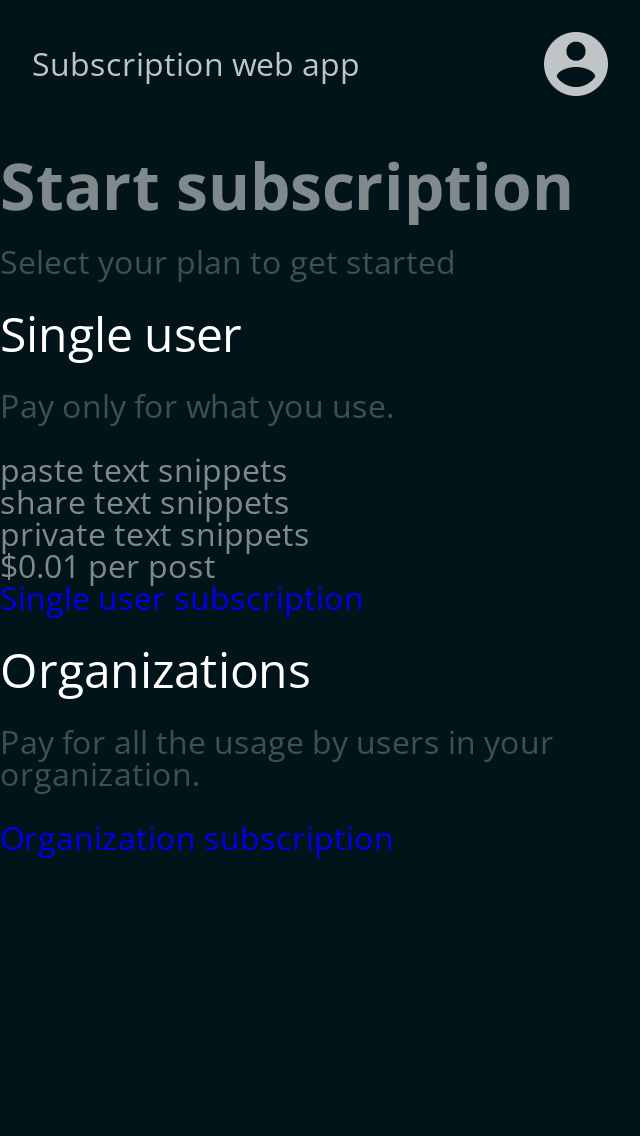 Subscription web app
Start subscription
Select your plan to get started
Single user
Pay only for what you use.
paste text snippets
share text snippets
private text snippets
$0.01 per post
Single user subscription
Organizations
Pay for all the usage by users in your
organization.
Organization subscription